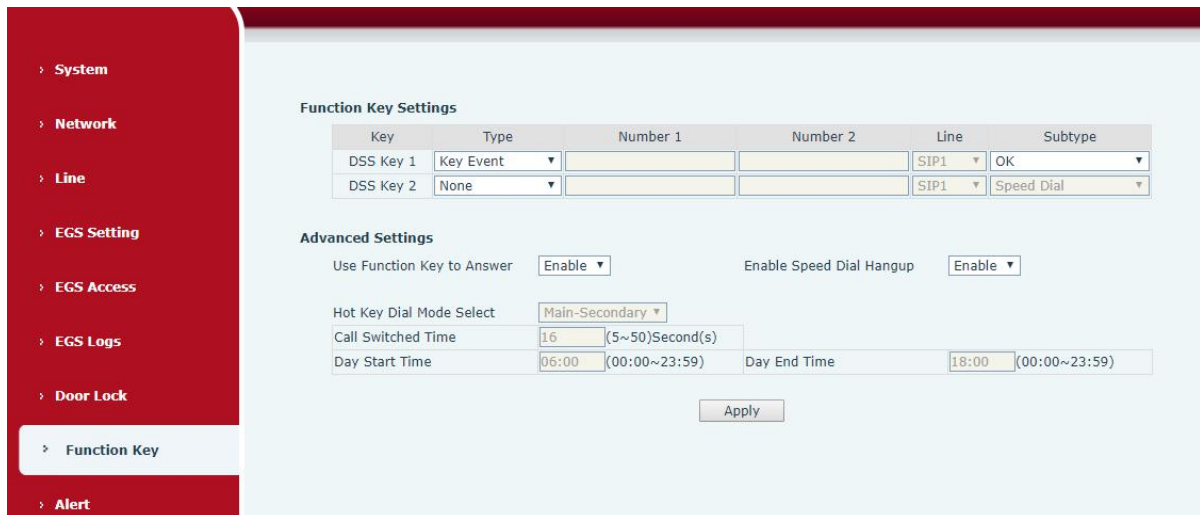 System
Network
Line
EGS Setting
EGS Access
EGS Logs
Door Lock
Function Key
Alert
Function Key Settings
Key Type Number 1 Number 2 Line Subtype
DSS Key 1 Key Event SIP1 OK
DSS Key 2 None SIP1 Speed Dial
Advanced Settings
Use Function Key to Answer Enable Enable Speed Dial Hangup Enable
Hot Key Dial Mode Select Main-Secondary
Call Switched Time 16 (5~50)Second(s)
Day Start Time 06:00 (00:00~23:59) Day End Time 18:00 (00:00~23:59)
Apply